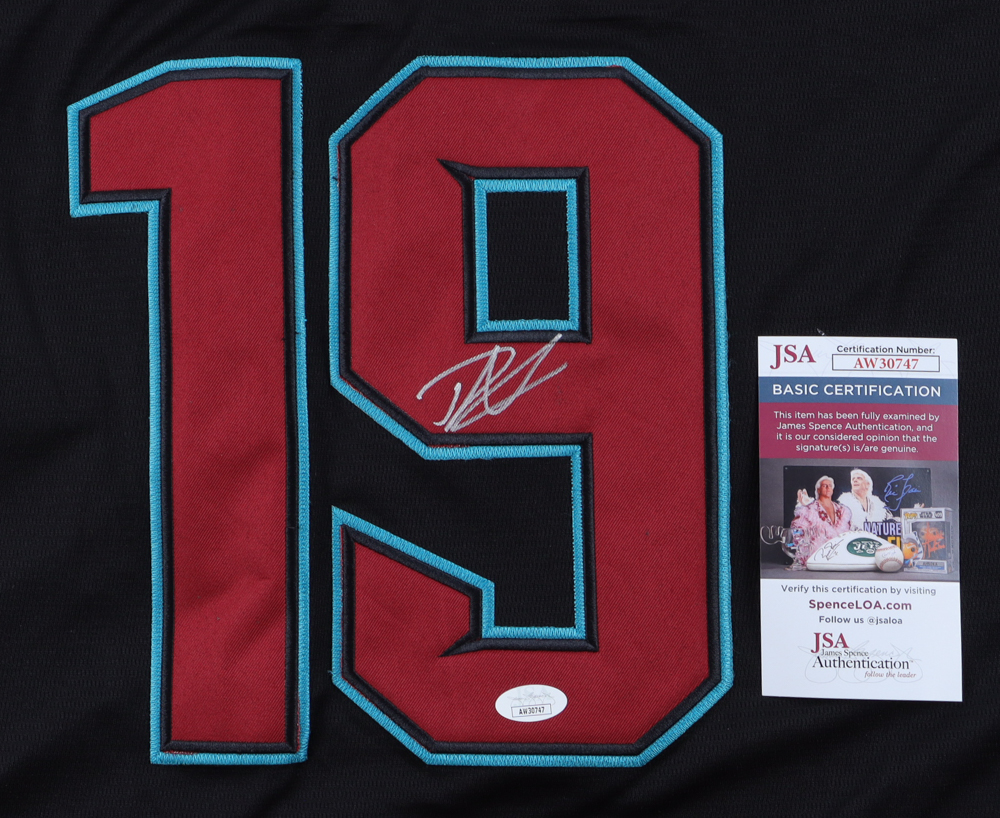 19
JSA
Certification Number:
AW30747
BASIC CERTIFICATION
This item has been fully examined by
James Spence Authentication, and
it is our considered opinion that the
signature(s) is/are genuine.
NATURE
Verify this certification by visiting
SpenceLOA.com
Follow us @jsaloa
JSA
James Spence
Authentication
follow the leader
AW30747